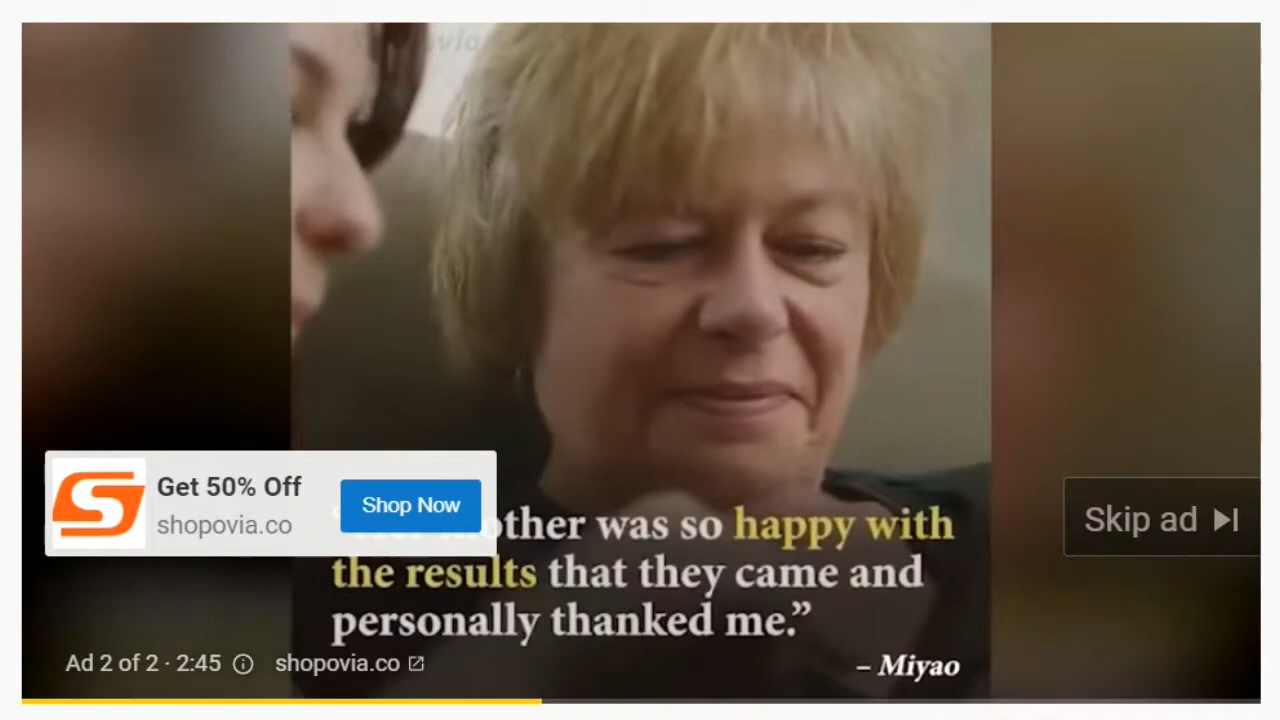 Get 50% Off
shopovia.co
Shop Now
Skip ad
other was so happy with
the results that they came and
personally thanked me.”
– Miyao
Ad 2 of 2 · 2:45
shopovia.co